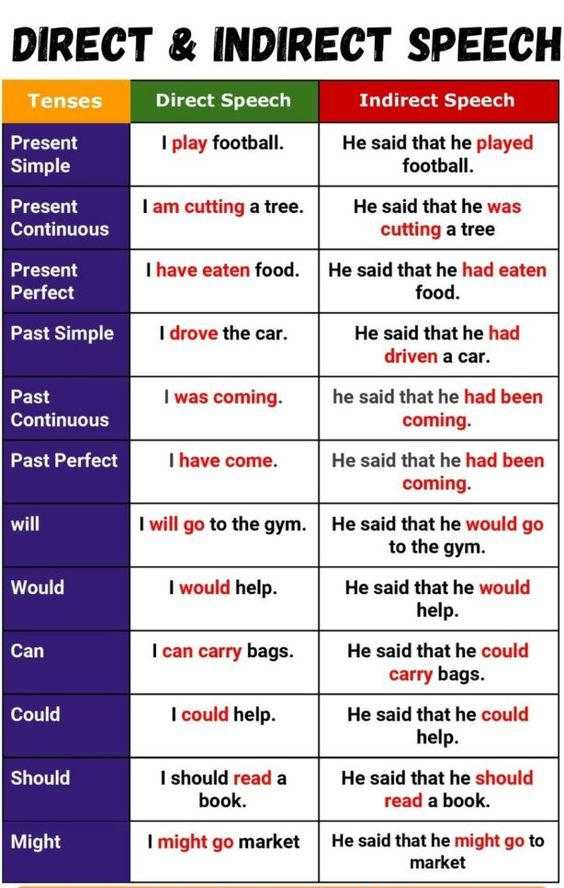 DIRECT & INDIRECT SPEECH
Tenses Direct Speech Indirect Speech
Present I play football. He said that he played
Simple football.
Present I am cutting a tree. He said that he was
Continuous cutting a tree
Present I have eaten food. He said that he had eaten
Perfect food.
Past Simple I drove the car. He said that he had
driven a car.
Past I was coming. he said that he had been
Continuous coming.
Past Perfect I have come. He said that he had been
coming.
will I will go to the gym. He said that he would go
to the gym.
Would I would help. He said that he would
help.
Can I can carry bags. He said that he could
carry bags.
Could I could help. He said that he could
help.
Should I should read a He said that he should
book. read a book.
Might I might go market He said that he might go to
market